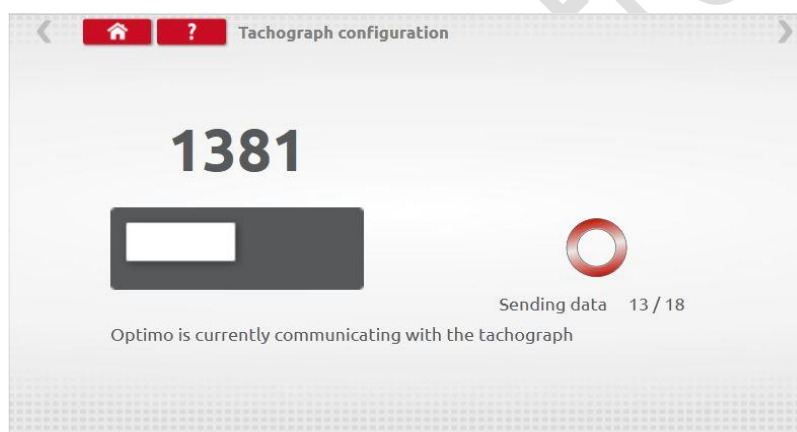 ? Tachograph configuration
1381
Sending data 13 / 18
Optimo is currently communicating with the tachograph